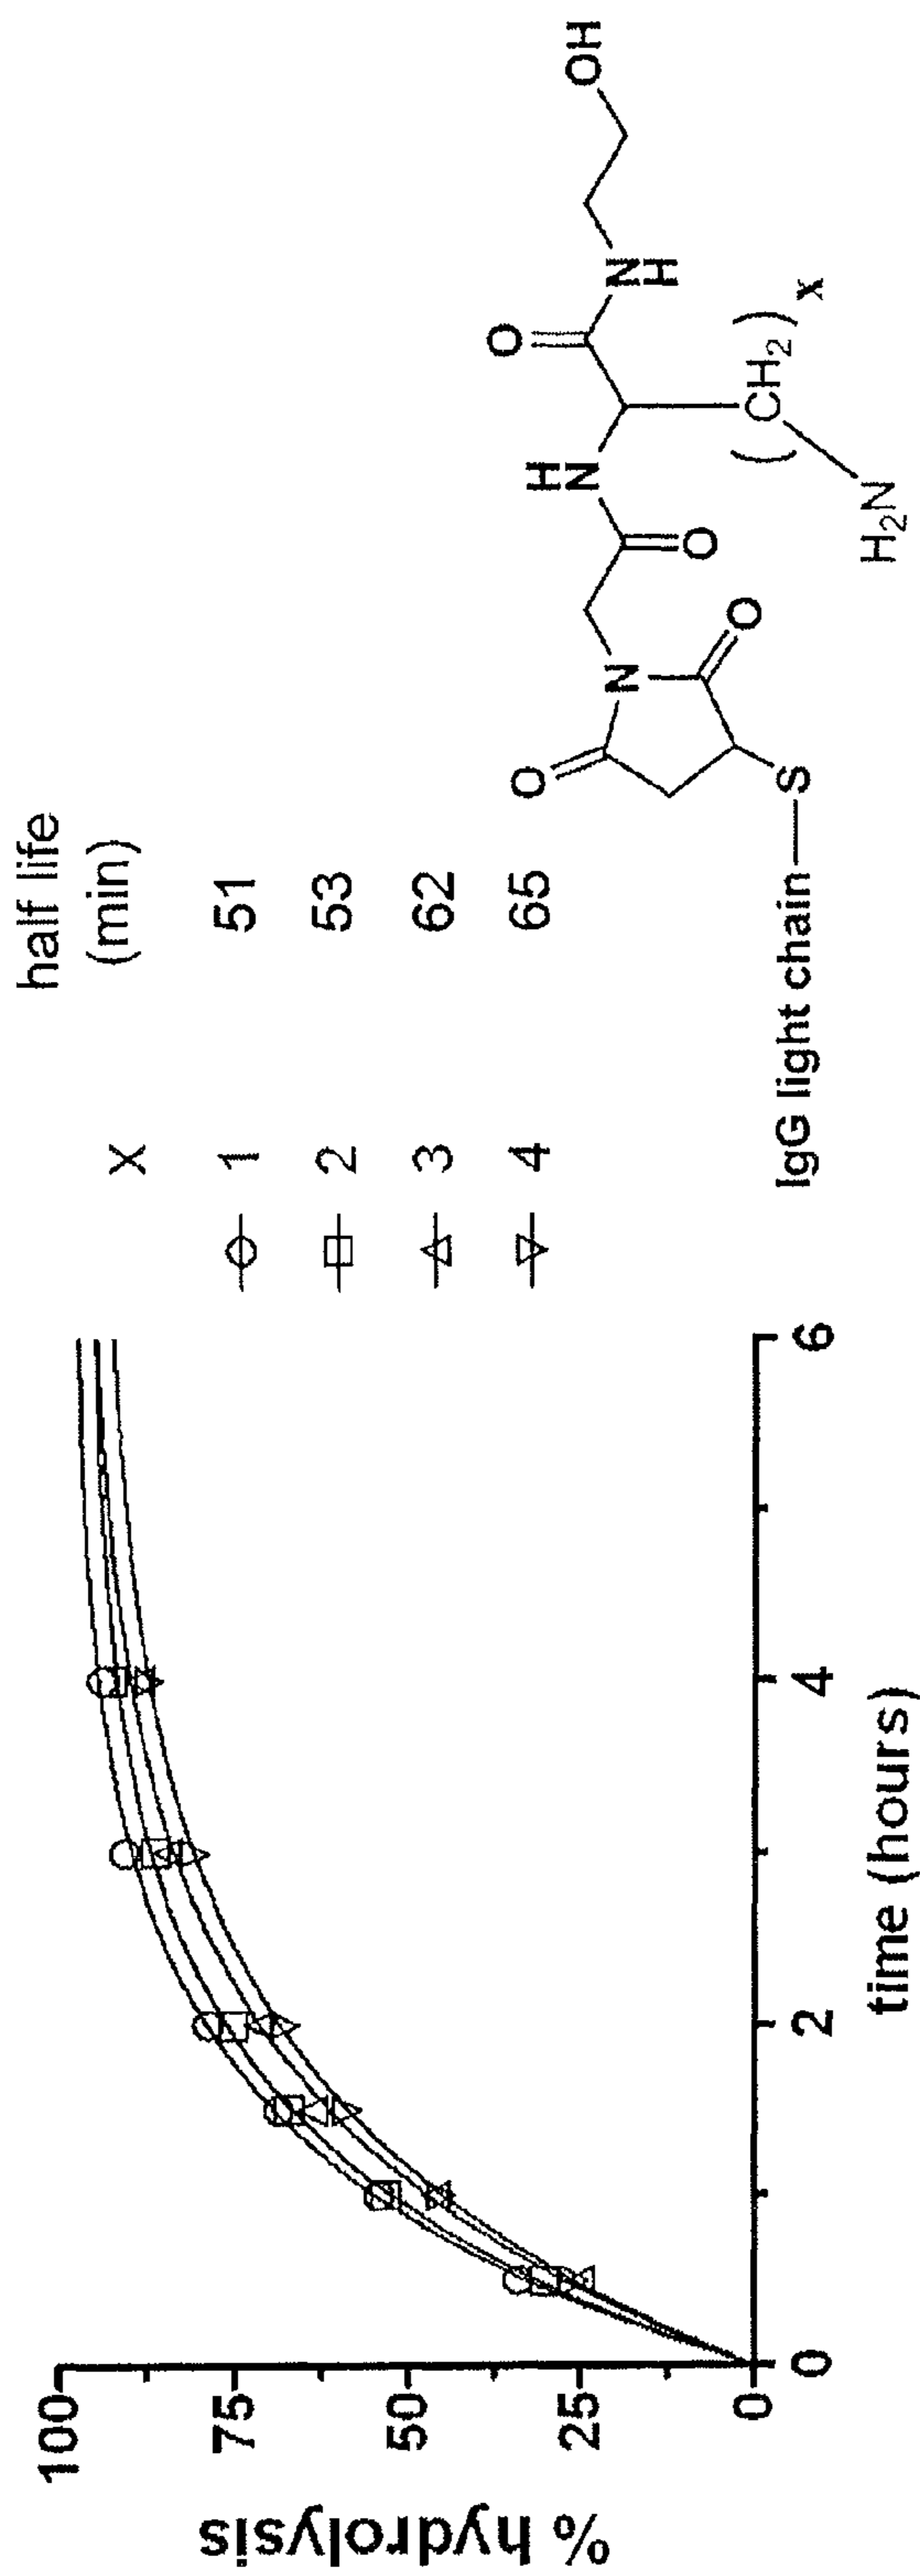 % hydrolysis
100
75
50
25
0
0 2 4 6
time (hours)
X half life
(min)
1 51
2 53
3 62
4 65
IgG light chain—S
O
N
O
O
H
N
O
N
H
OH
(CH2)x
H2N